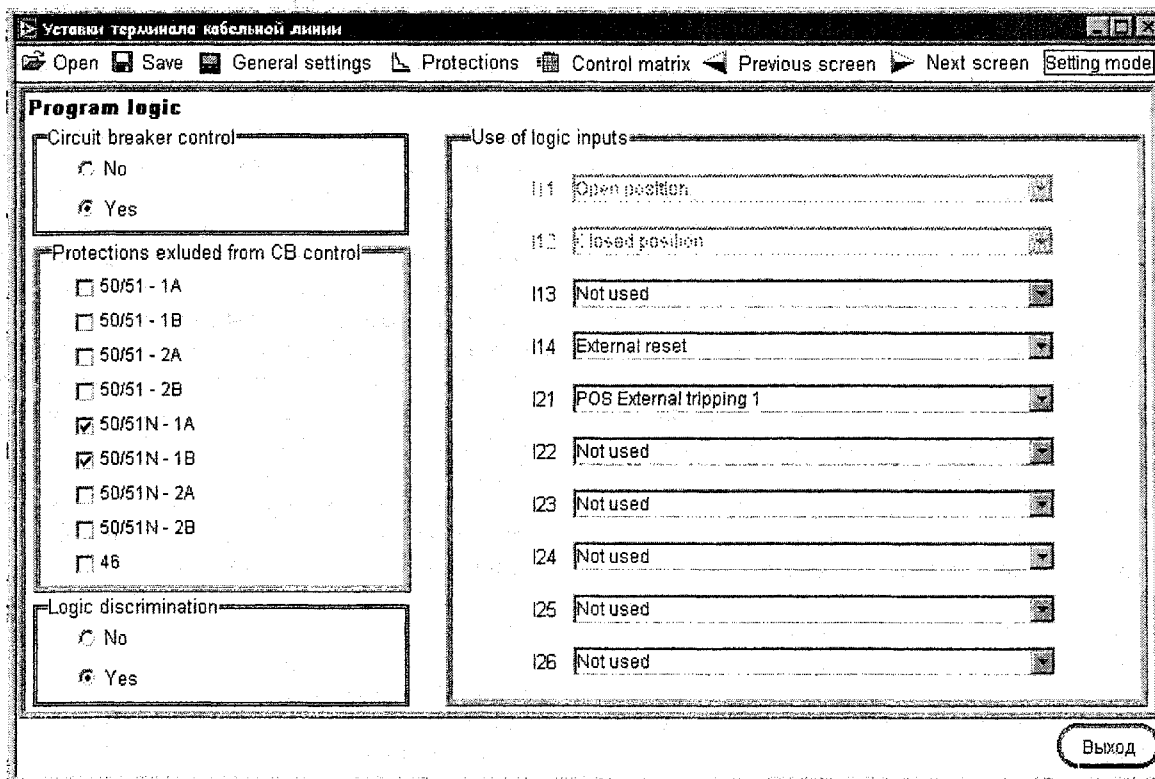 Уставки терминала кабельной линии
Open Save General settings Protections Control matrix Previous screen Next screen Setting mode
Program logic
Circuit breaker control
No
Yes
Protections exluded from CB control
50/51 - 1A
50/51 - 1B
50/51 - 2A
50/51 - 2B
50/51N - 1A
50/51N - 1B
50/51N - 2A
50/51N - 2B
46
Logic discrimination
No
Yes
Use of logic inputs
I11 Open position
I12 Closed position
I13 Not used
I14 External reset
I21 POS External tripping 1
I22 Not used
I23 Not used
I24 Not used
I25 Not used
I26 Not used
Выход